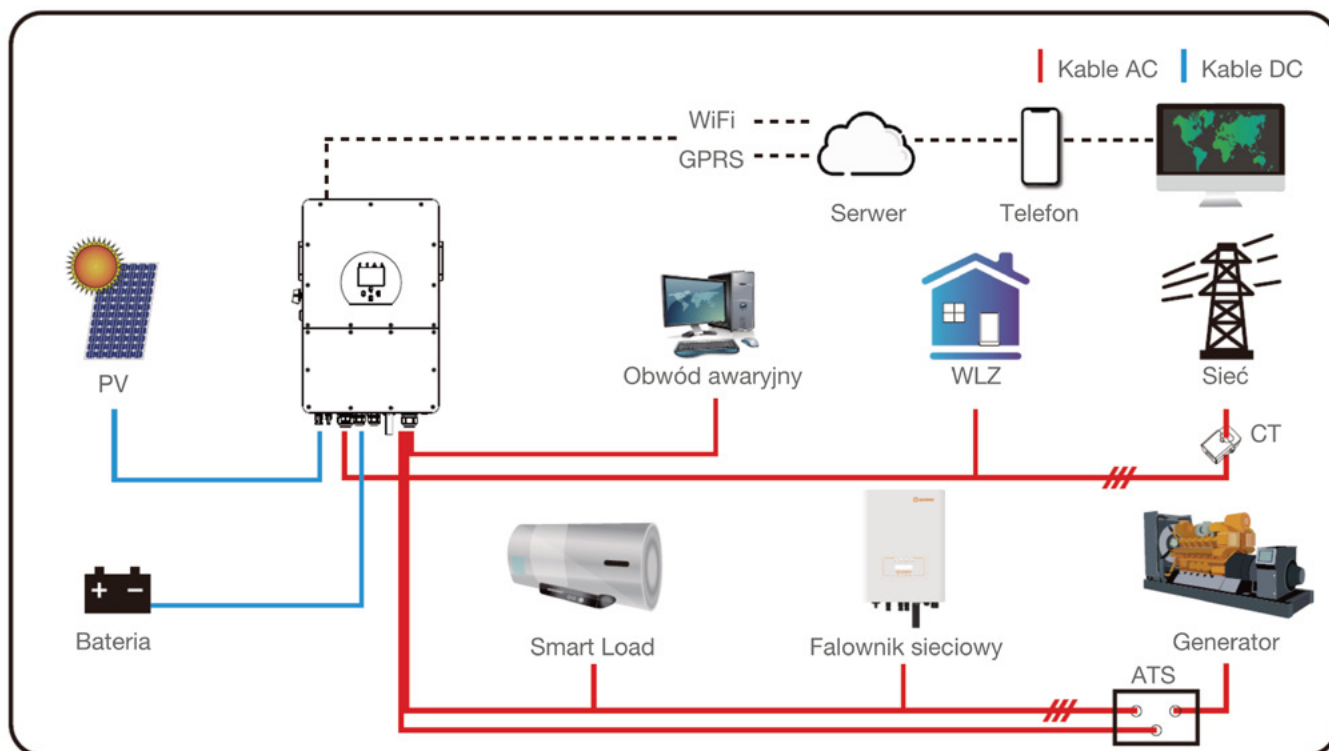 Kable AC
Kable DC
WiFi
GPRS
Serwer
Telefon
PV
Obwód awaryjny
WLZ
Sieć
CT
Bateria
Smart Load
Falownik sieciowy
Generator
ATS